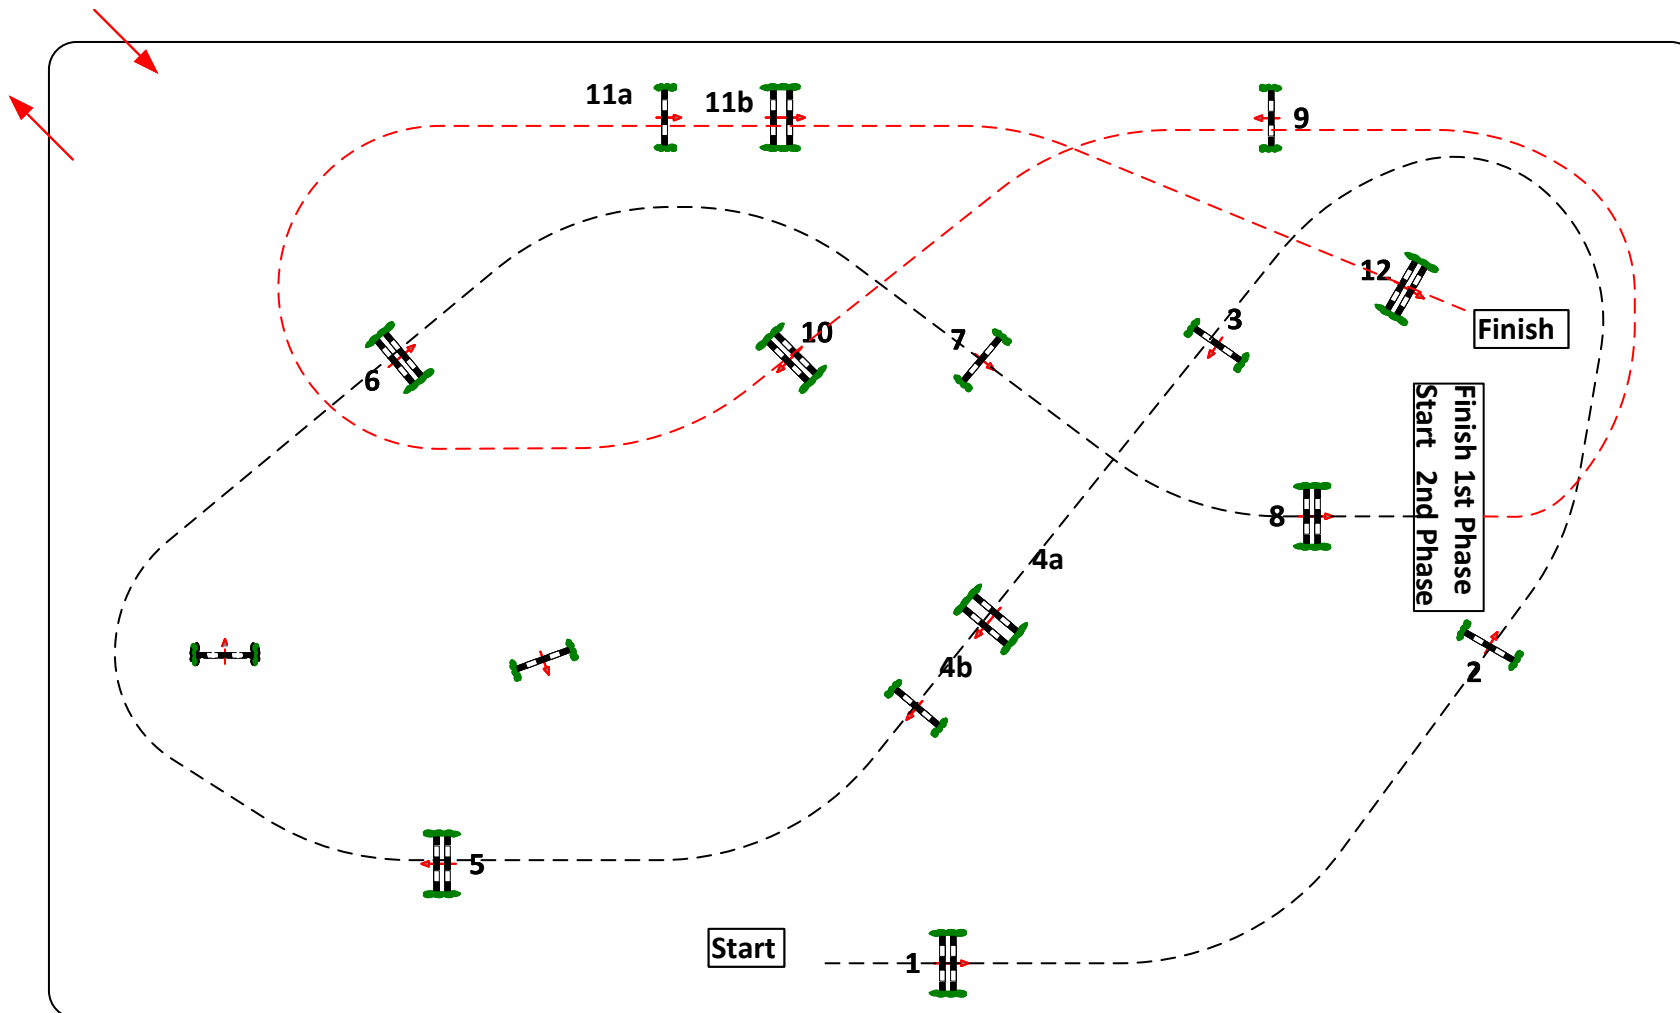 11a
11b
9
12
3
Finish
10
7
6
Finish 1st Phase
Start 2nd Phase
8
4a
4b
2
5
Start
1